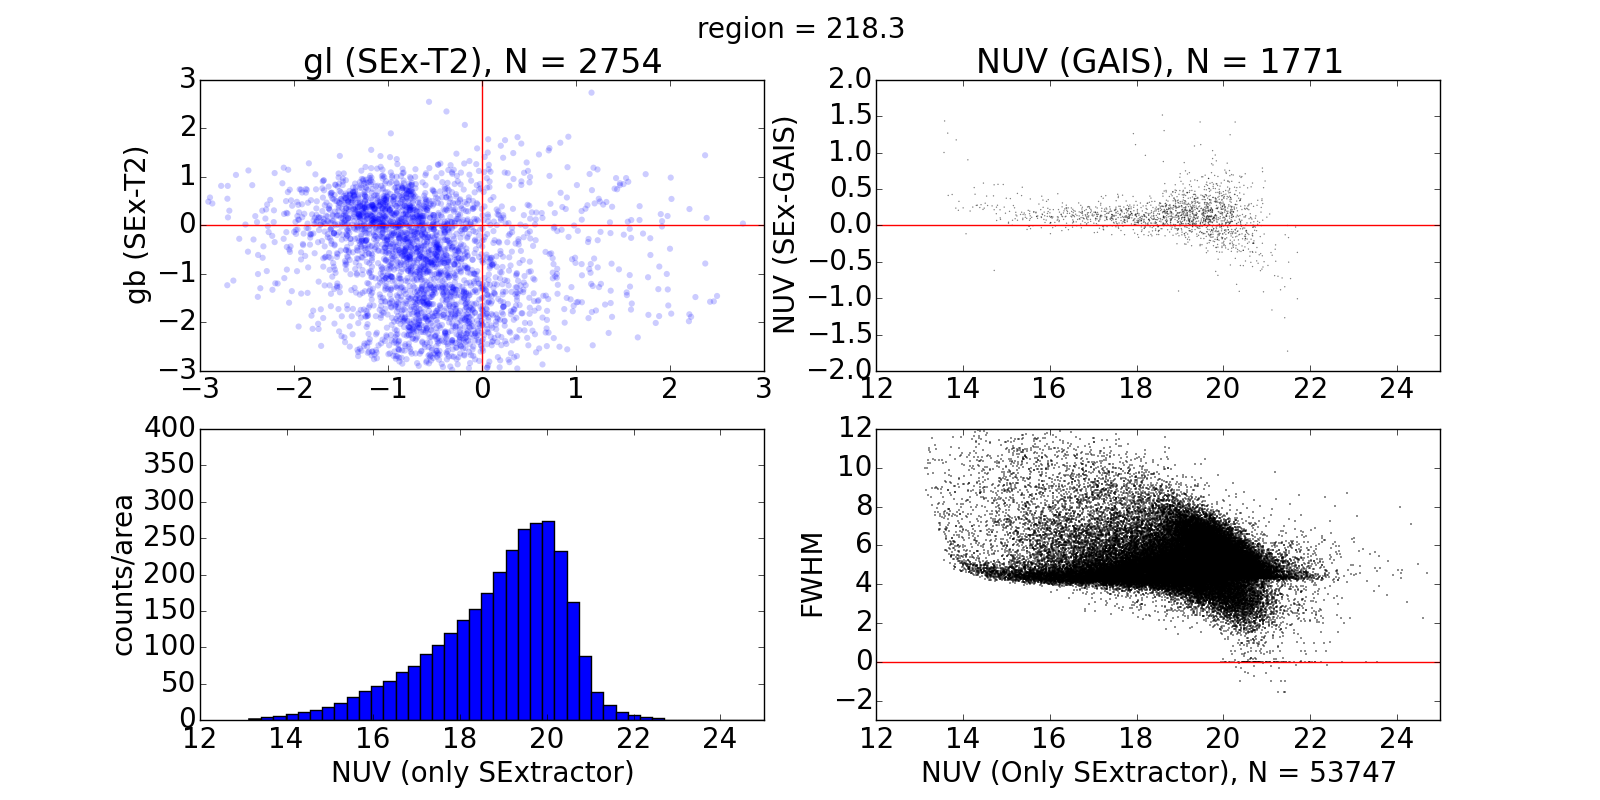 region = 218.3
gl (SEx-T2), N = 2754
NUV (GAIS), N = 1771
3
2
1
0
−1
−2
−3
gb (SEx-T2)
−3 −2 −1 0 1 2 3
2.0
1.5
1.0
0.5
0.0
−0.5
−1.0
−1.5
−2.0
NUV (SEx-GAIS)
12 14 16 18 20 22 24
400
350
300
250
200
150
100
50
0
counts/area
12 14 16 18 20 22 24
NUV (only SExtractor)
12
10
8
6
4
2
0
−2
FWHM
12 14 16 18 20 22 24
NUV (Only SExtractor), N = 53747